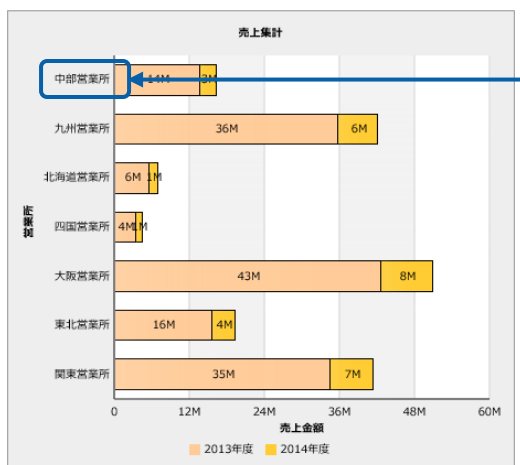 売上集計
中部営業所 14M 3M
九州営業所 36M 6M
北海道営業所 6M 1M
四国営業所 4M 1M
大阪営業所 43M 8M
東北営業所 16M 4M
関東営業所 35M 7M
営業所
0 12M 24M 36M 48M 60M
売上金額
2013年度 2014年度